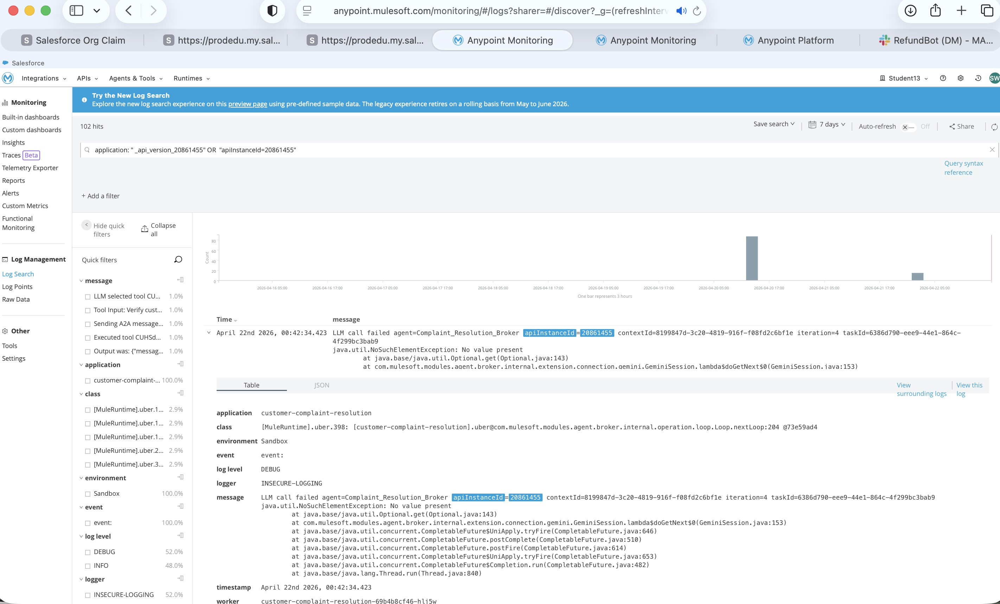 anypoint.mulesoft.com/monitoring/#/logs?sharer=#/discover?_g=(refreshInterv
S Salesforce Org Claim
S https://prodedu.my.sal...
S https://prodedu.my.sal...
Anypoint Monitoring
Anypoint Monitoring
Anypoint Platform
RefundBot (DM) - MA...
Salesforce
Integrations APIs Agents & Tools Runtimes
Student13 SW
Monitoring
Built-in dashboards
Custom dashboards
Insights
Traces Beta
Telemetry Exporter
Reports
Alerts
Custom Metrics
Functional
Monitoring
Log Management
Log Search
Log Points
Raw Data
Other
Tools
Settings
Try the New Log Search
Explore the new log search experience on this preview page using pre-defined sample data. The legacy experience retires on a rolling basis from May to June 2026.
102 hits
Save search 7 days Auto-refresh Off Share
application: " _api_version_20861455" OR "apiInstanceId=20861455"
Query syntax
reference
+ Add a filter
Hide quick
filters
Collapse
all
Quick filters
message
LLM selected tool CU... 1.0%
Tool Input: Verify cust... 1.0%
Sending A2A message... 1.0%
Executed tool CUHSd... 1.0%
Output was: {"messag... 1.0%
application
customer-complaint-... 100.0%
class
[MuleRuntime].uber.1... 2.9%
[MuleRuntime].uber.1... 2.9%
[MuleRuntime].uber.1... 2.9%
[MuleRuntime].uber.2... 2.9%
[MuleRuntime].uber.3... 2.9%
environment
Sandbox 100.0%
event
event: 100.0%
log level
DEBUG 52.0%
INFO 48.0%
logger
INSECURE-LOGGING 52.0%
Count
80
60
40
20
0
2026-04-16 05:00 2026-04-16 17:00 2026-04-17 05:00 2026-04-17 17:00 2026-04-18 05:00 2026-04-18 17:00 2026-04-19 05:00 2026-04-19 17:00 2026-04-20 05:00 2026-04-20 17:00 2026-04-21 05:00 2026-04-21 17:00 2026-04-22 05:00
One bar represents 3 hours
Time message
April 22nd 2026, 00:42:34.423 LLM call failed agent=Complaint_Resolution_Broker apiInstanceId=20861455 contextId=8199847d-3c20-4819-916f-f08fd2c6bf1e iteration=4 taskId=6386d790-eee9-44e1-864c-
4f299bc3bab9
java.util.NoSuchElementException: No value present
at java.base/java.util.Optional.get(Optional.java:143)
at com.mulesoft.modules.agent.broker.internal.extension.connection.gemini.GeminiSession.lambda$doGetNext$0(GeminiSession.java:153)
Table JSON
View
surrounding logs
View this
log
application customer-complaint-resolution
class [MuleRuntime].uber.398: [customer-complaint-resolution].uber@com.mulesoft.modules.agent.broker.internal.operation.loop.Loop.nextLoop:204 @73e59ad4
environment Sandbox
event event:
log level DEBUG
logger INSECURE-LOGGING
message LLM call failed agent=Complaint_Resolution_Broker apiInstanceId=20861455 contextId=8199847d-3c20-4819-916f-f08fd2c6bf1e iteration=4 taskId=6386d790-eee9-44e1-864c-4f299bc3bab9
java.util.NoSuchElementException: No value present
at java.base/java.util.Optional.get(Optional.java:143)
at com.mulesoft.modules.agent.broker.internal.extension.connection.gemini.GeminiSession.lambda$doGetNext$0(GeminiSession.java:153)
at java.base/java.util.concurrent.CompletableFuture$UniApply.tryFire(CompletableFuture.java:646)
at java.base/java.util.concurrent.CompletableFuture.postComplete(CompletableFuture.java:510)
at java.base/java.util.concurrent.CompletableFuture.postFire(CompletableFuture.java:614)
at java.base/java.util.concurrent.CompletableFuture$UniApply.tryFire(CompletableFuture.java:653)
at java.base/java.util.concurrent.CompletableFuture$Completion.run(CompletableFuture.java:482)
at java.base/java.lang.Thread.run(Thread.java:840)
timestamp April 22nd 2026, 00:42:34.423
worker customer-complaint-resolution-69b4b8cf46-hlj5w